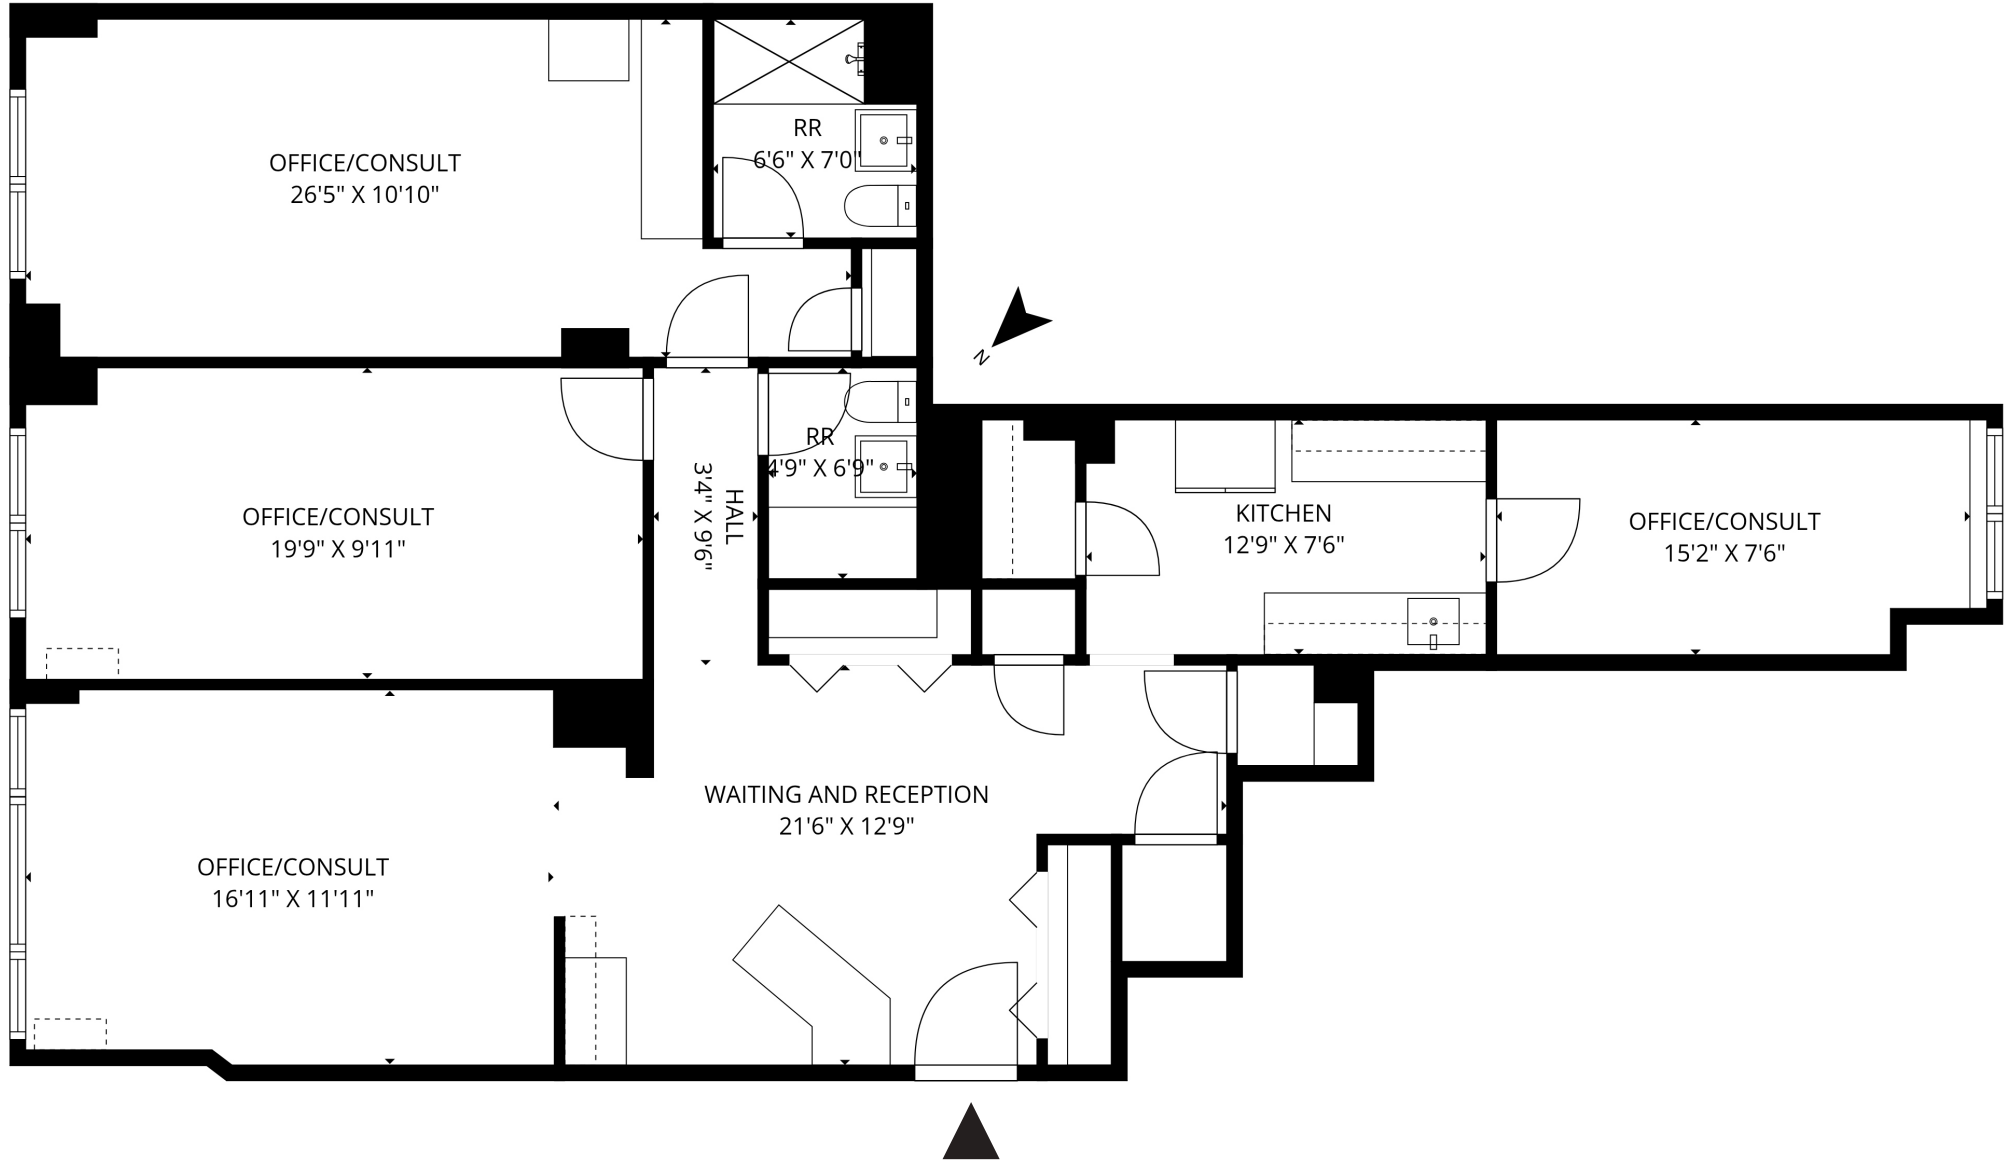 RR
6'6" X 7'0"
OFFICE/CONSULT
26'5" X 10'10"
N
RR
4'9" X 6'9"
HALL
3'4" X 9'6"
OFFICE/CONSULT
19'9" X 9'11"
KITCHEN
12'9" X 7'6"
OFFICE/CONSULT
15'2" X 7'6"
WAITING AND RECEPTION
21'6" X 12'9"
OFFICE/CONSULT
16'11" X 11'11"